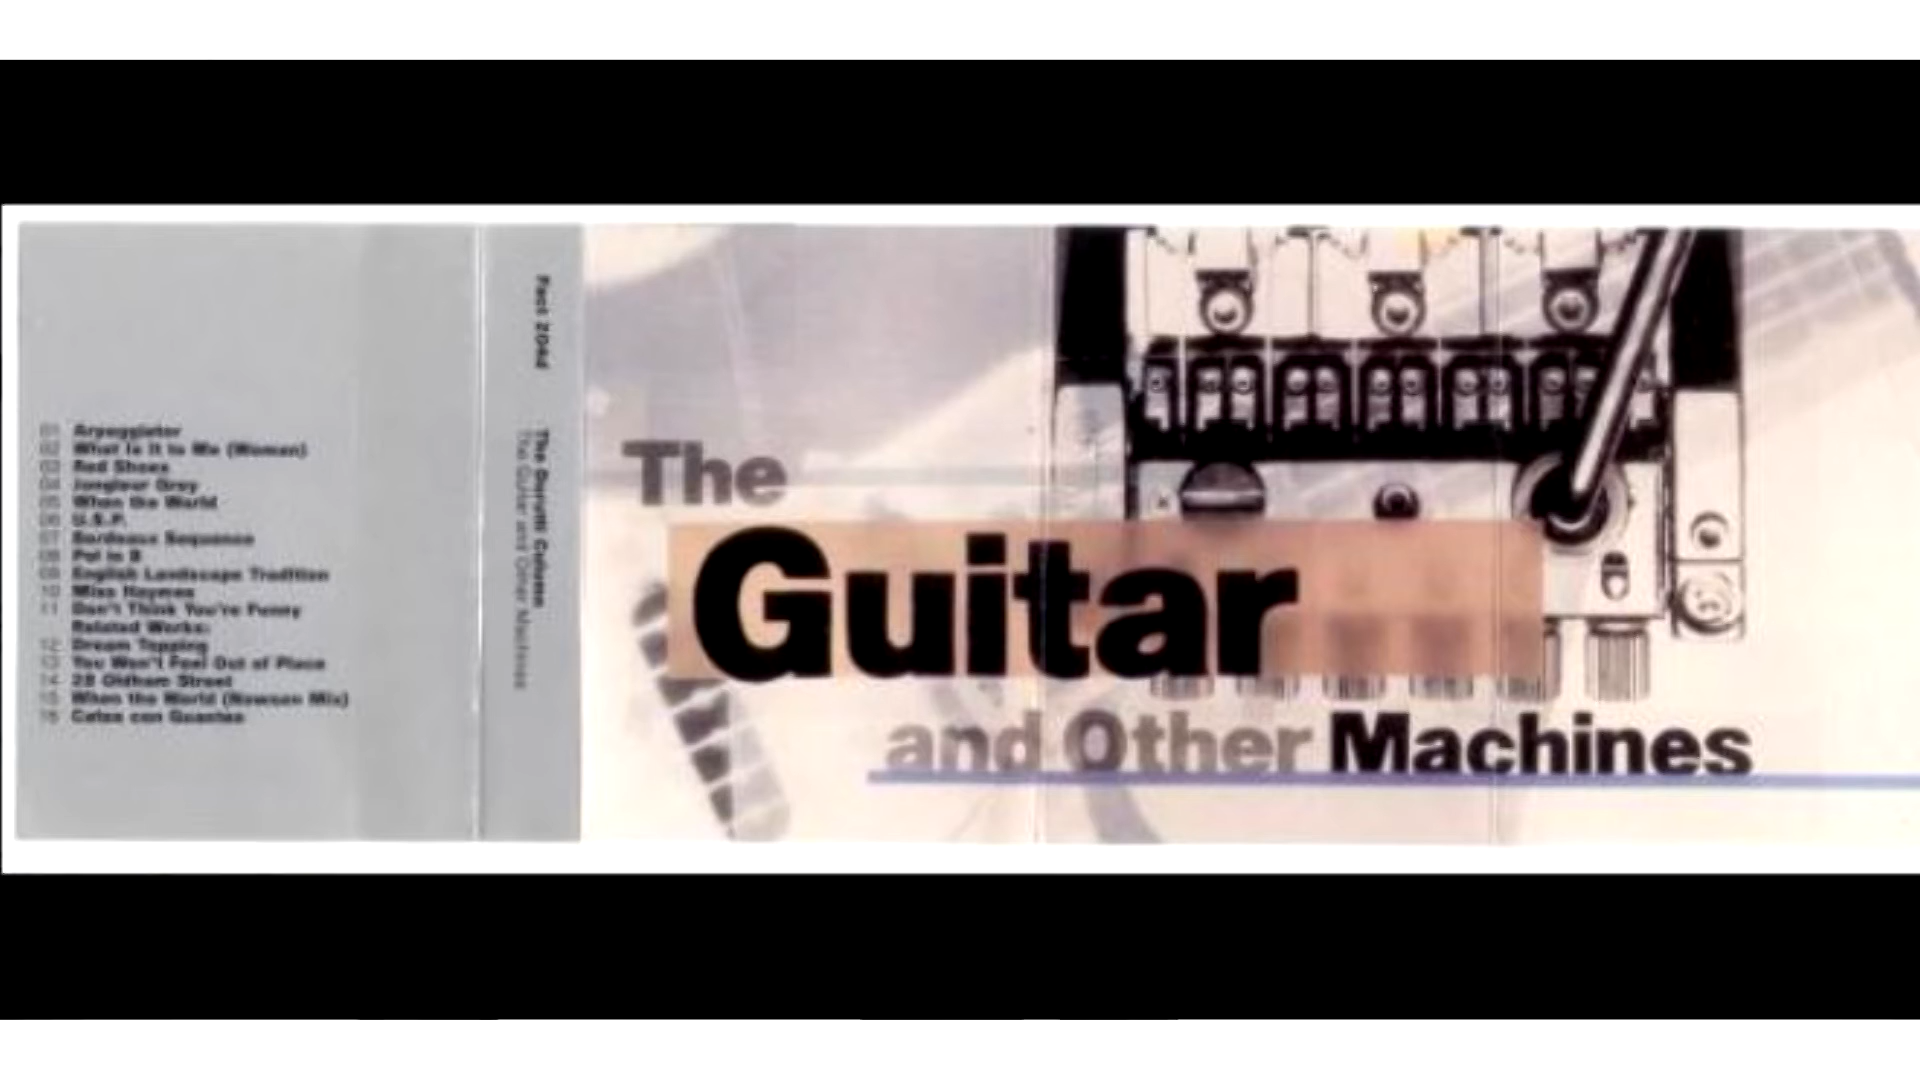 01 Arpeggiator
02 What Is It to Me (Woman)
03 Red Shoes
04 Jongleur Grey
05 When the World
06 U.S.P.
07 Bordeaux Sequence
08 Pol in B
09 English Landscape Tradition
10 Miss Haymes
11 Don't Think You're Funny
Related Works:
12 Dream Topping
13 You Won't Feel Out of Place
14 28 Oldham Street
15 When the World (Newson Mix)
16 Catos con Guantes
Fact 204d
The Durutti Column
The Guitar and Other Machines
The
Guitar
and Other Machines